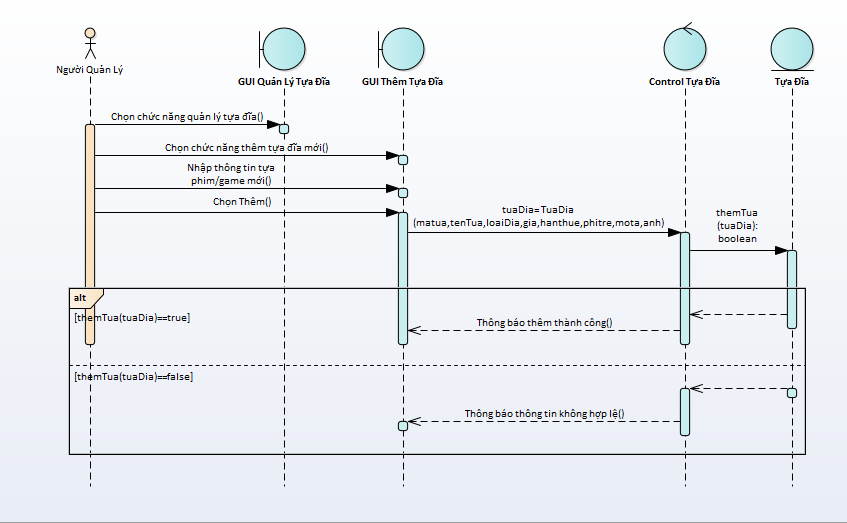 Người Quản Lý
GUI Quản Lý Tựa Đĩa
GUI Thêm Tựa Đĩa
Control Tựa Đĩa
Tựa Đĩa
Chọn chức năng quản lý tựa đĩa()
Chọn chức năng thêm tựa đĩa mới()
Nhập thông tin tựa
phim/game mới()
Chọn Thêm()
tuaDia=TuaDia
(matua,tenTua,loaiDia,gia,hanthue,phitre,mota,anh)
themTua
(tuaDia):
boolean
alt
[themTua(tuaDia)==true]
Thông báo thêm thành công()
[themTua(tuaDia)==false]
Thông báo thông tin không hợp lệ()